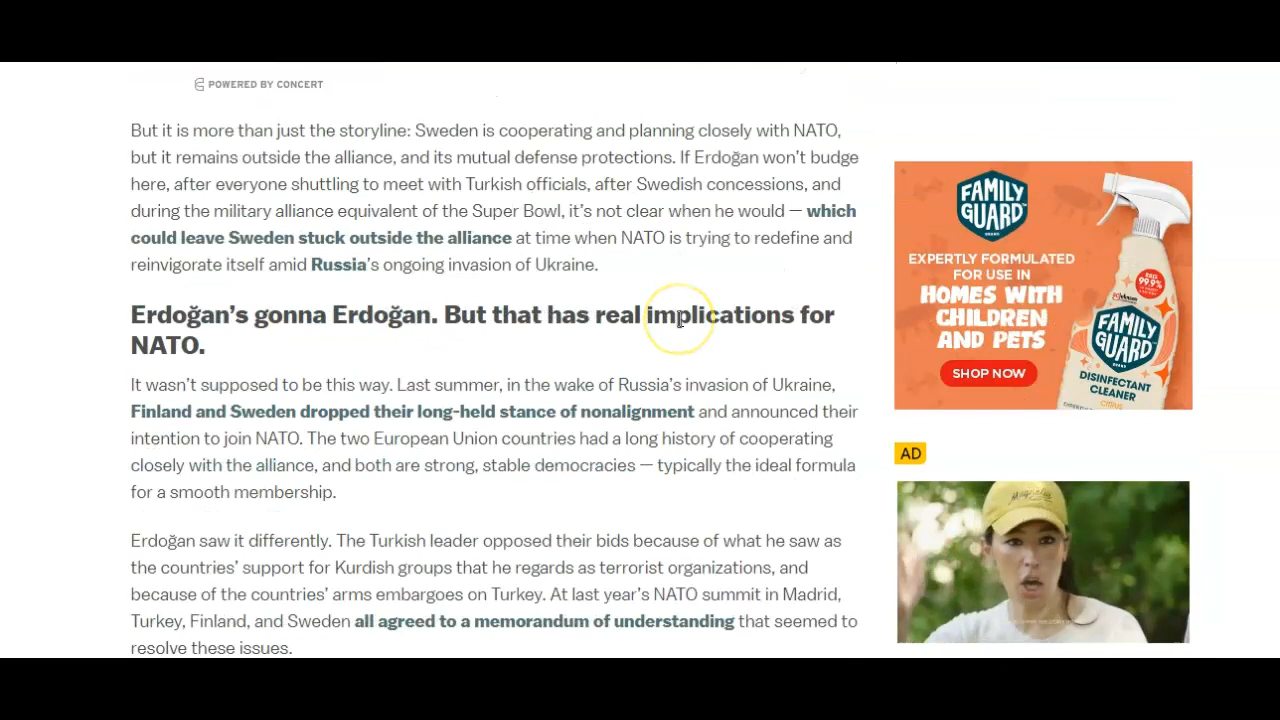 POWERED BY CONCERT
But it is more than just the storyline: Sweden is cooperating and planning closely with NATO,
but it remains outside the alliance, and its mutual defense protections. If Erdoğan won't budge
here, after everyone shuttling to meet with Turkish officials, after Swedish concessions, and
during the military alliance equivalent of the Super Bowl, it's not clear when he would — which
could leave Sweden stuck outside the alliance at time when NATO is trying to redefine and
reinvigorate itself amid Russia's ongoing invasion of Ukraine.
Erdoğan's gonna Erdoğan. But that has real implications for
NATO.
It wasn't supposed to be this way. Last summer, in the wake of Russia's invasion of Ukraine,
Finland and Sweden dropped their long-held stance of nonalignment and announced their
intention to join NATO. The two European Union countries had a long history of cooperating
closely with the alliance, and both are strong, stable democracies — typically the ideal formula
for a smooth membership.
Erdoğan saw it differently. The Turkish leader opposed their bids because of what he saw as
the countries' support for Kurdish groups that he regards as terrorist organizations, and
because of the countries' arms embargoes on Turkey. At last year's NATO summit in Madrid,
Turkey, Finland, and Sweden all agreed to a memorandum of understanding that seemed to
resolve these issues.
FAMILY
GUARD
BRAND
EXPERTLY FORMULATED
FOR USE IN
HOMES WITH
CHILDREN
AND PETS
SHOP NOW
KILLS
99.9%
FAMILY
GUARD
BRAND
DISINFECTANT
CLEANER
CITRUS
AD